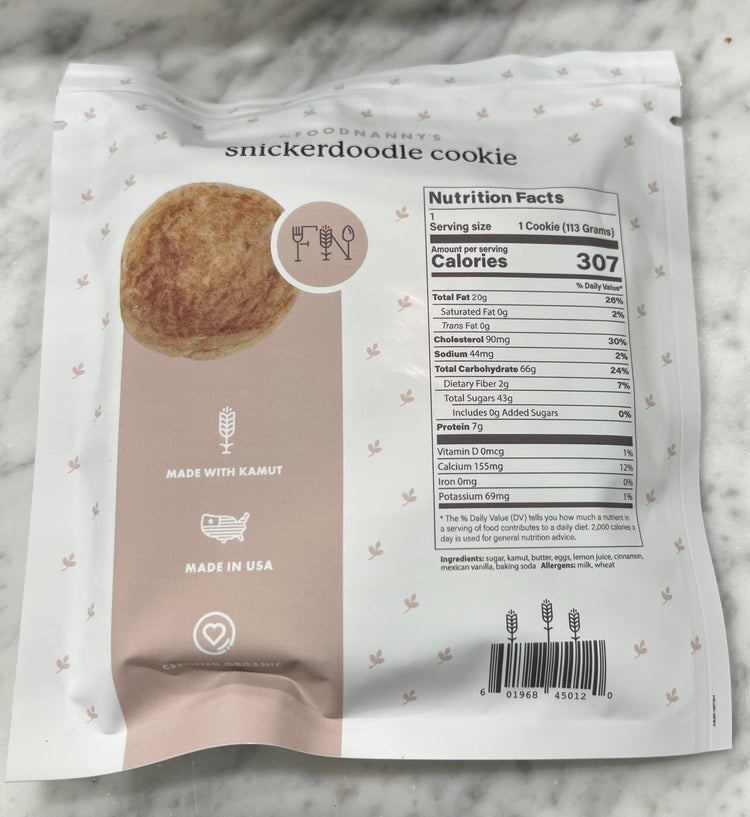 THE FOODNANNY'S
snickerdoodle cookie
FN
MADE WITH KAMUT
MADE IN USA
CERTIFIED ORGANIC
Nutrition Facts
1
Serving size 1 Cookie (113 Grams)
Amount per serving
Calories 307
% Daily Value*
Total Fat 20g 26%
Saturated Fat 0g 2%
Trans Fat 0g
Cholesterol 90mg 30%
Sodium 44mg 2%
Total Carbohydrate 66g 24%
Dietary Fiber 2g 7%
Total Sugars 43g
Includes 0g Added Sugars 0%
Protein 7g
Vitamin D 0mcg 1%
Calcium 155mg 12%
Iron 0mg 0%
Potassium 69mg 1%
* The % Daily Value (DV) tells you how much a nutrient in
a serving of food contributes to a daily diet. 2,000 calories a
day is used for general nutrition advice.
Ingredients: sugar, kamut, butter, eggs, lemon juice, cinnamon,
mexican vanilla, baking soda Allergens: milk, wheat
6 01968 45012 0